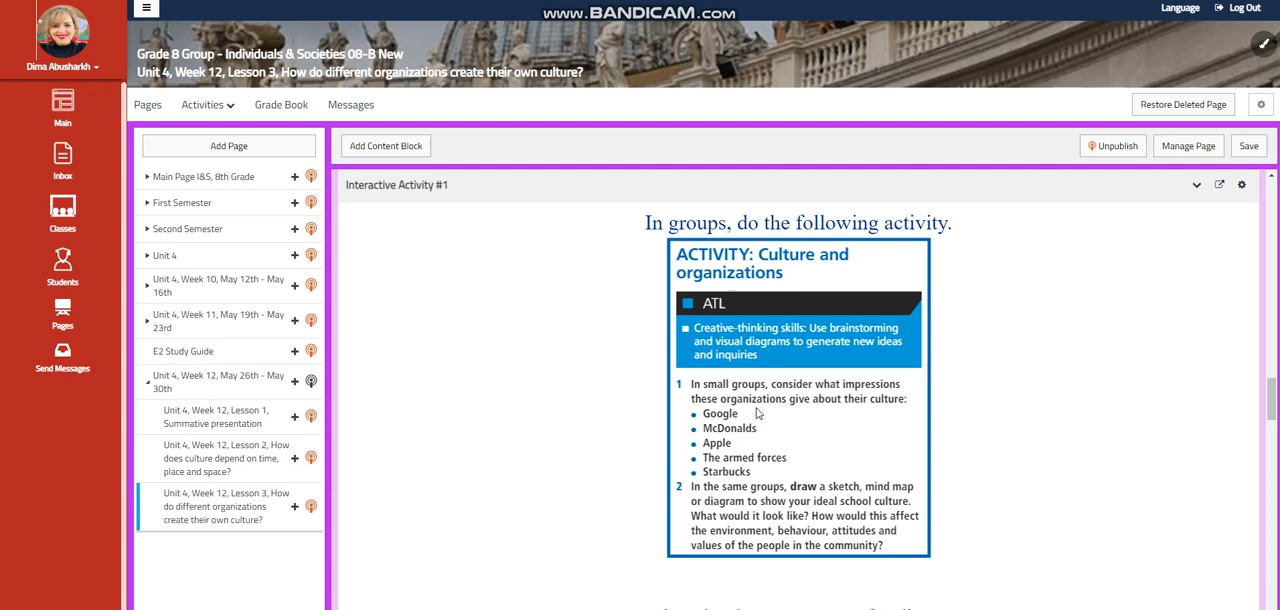 www.BANDICAM.com
Language
Log Out
Dima Abusharkh
Grade 8 Group - Individuals & Societies 08-B New
Unit 4, Week 12, Lesson 3, How do different organizations create their own culture?
Pages
Activities
Grade Book
Messages
Restore Deleted Page
Main
Inbox
Classes
Students
Pages
Send Messages
Add Page
Main Page I&S, 8th Grade
First Semester
Second Semester
Unit 4
Unit 4, Week 10, May 12th - May
16th
Unit 4, Week 11, May 19th - May
23rd
E2 Study Guide
Unit 4, Week 12, May 26th - May
30th
Unit 4, Week 12, Lesson 1,
Summative presentation
Unit 4, Week 12, Lesson 2, How
does culture depend on time,
place and space?
Unit 4, Week 12, Lesson 3, How
do different organizations
create their own culture?
Add Content Block
Unpublish
Manage Page
Save
Interactive Activity #1
In groups, do the following activity.
ACTIVITY: Culture and
organizations
ATL
Creative-thinking skills: Use brainstorming
and visual diagrams to generate new ideas
and inquiries
1 In small groups, consider what impressions
these organizations give about their culture:
• Google
• McDonalds
• Apple
• The armed forces
• Starbucks
2 In the same groups, draw a sketch, mind map
or diagram to show your ideal school culture.
What would it look like? How would this affect
the environment, behaviour, attitudes and
values of the people in the community?